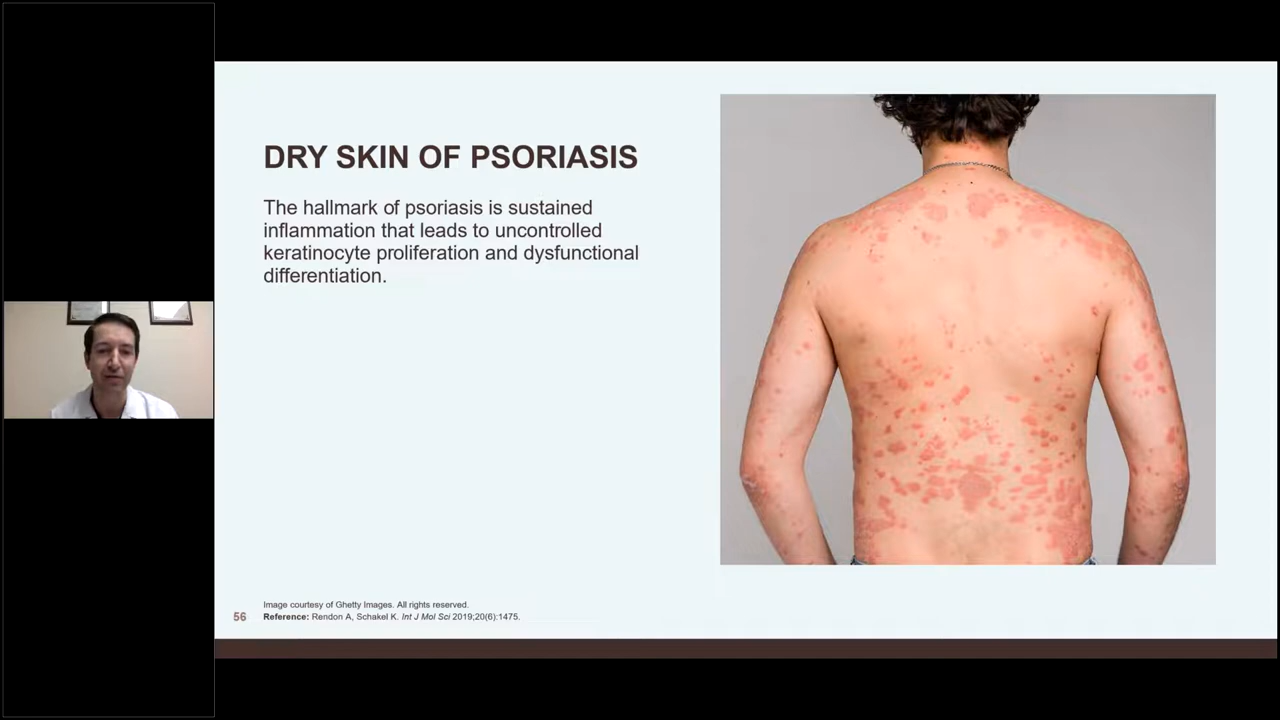 DRY SKIN OF PSORIASIS
The hallmark of psoriasis is sustained
inflammation that leads to uncontrolled
keratinocyte proliferation and dysfunctional
differentiation.
Image courtesy of Ghetty Images. All rights reserved.
56 Reference: Rendon A, Schakel K. Int J Mol Sci 2019;20(6):1475.